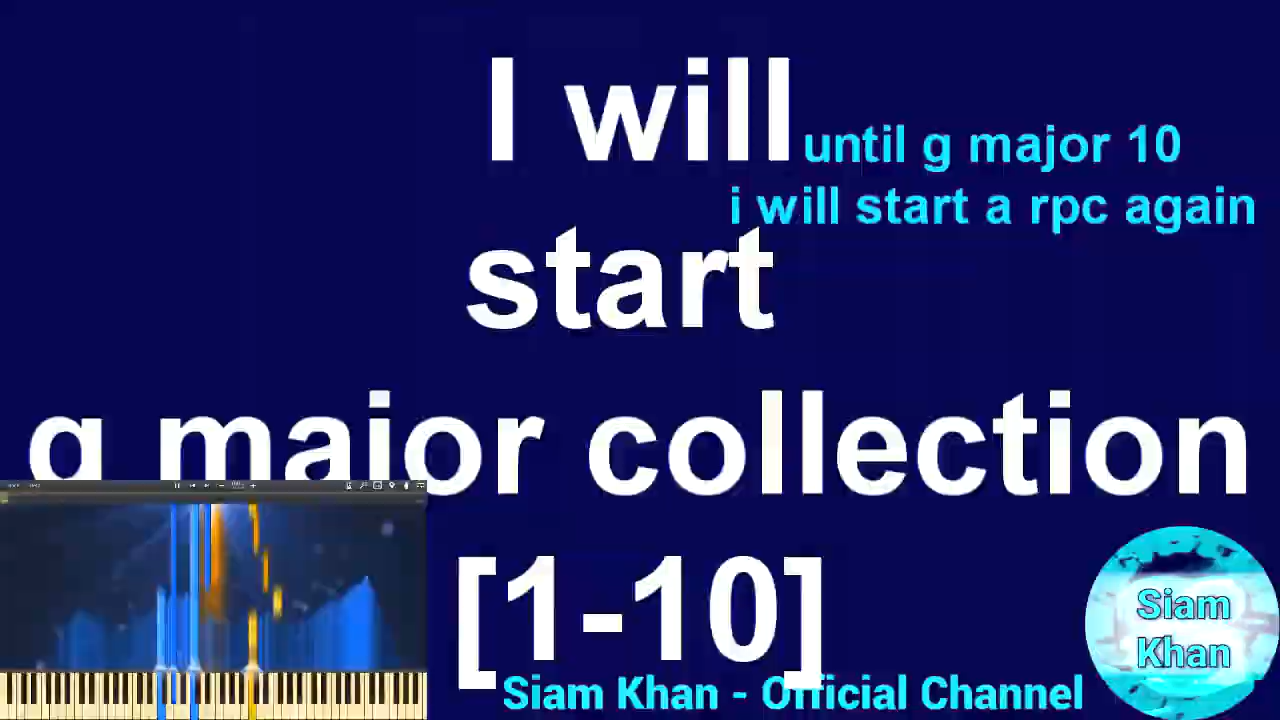 I will
until g major 10
i will start a rpc again
start
g major collection
[1-10]
Siam Khan - Official Channel
Siam
Khan